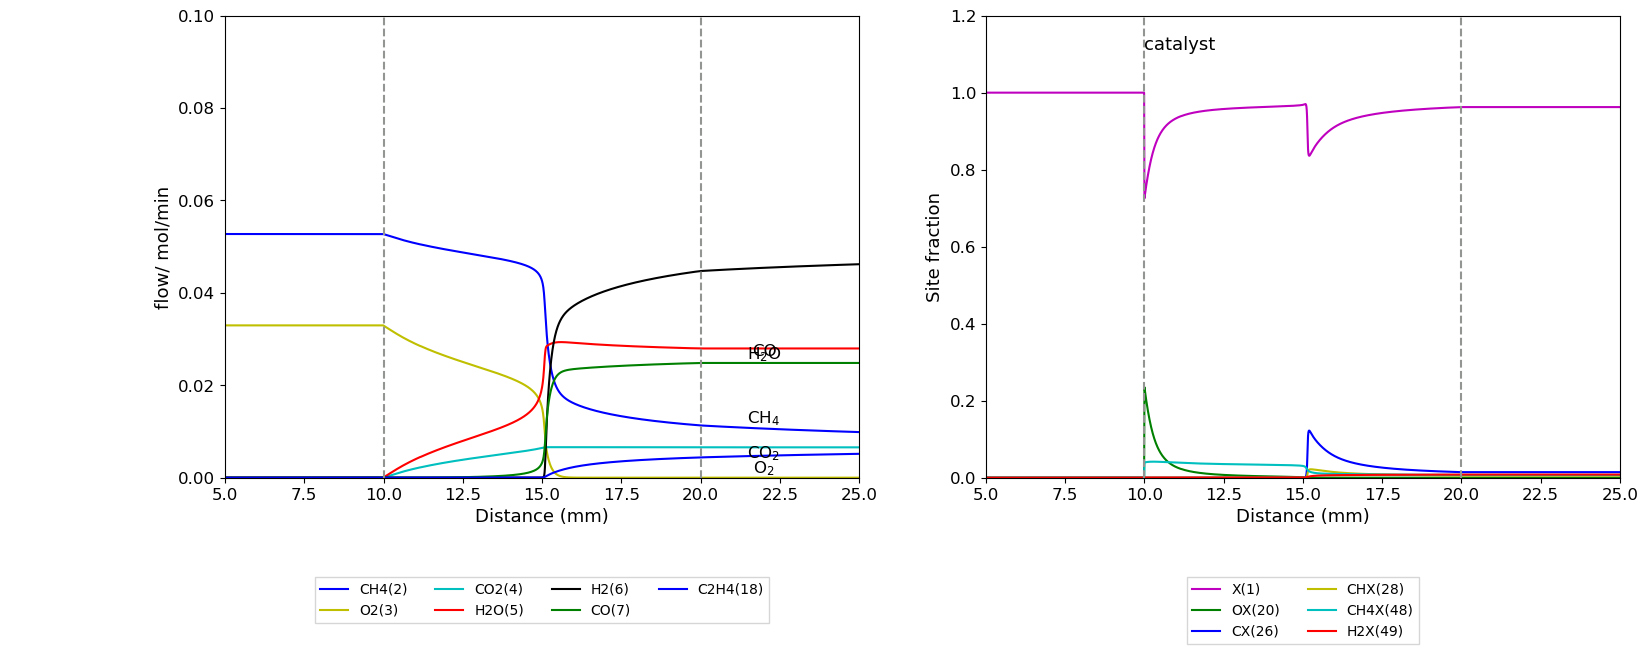 0.10
0.08
0.06
0.04
0.02
0.00
flow/ mol/min
5.0 7.5 10.0 12.5 15.0 17.5 20.0 22.5 25.0
Distance (mm)
CO
H₂O
CH₄
CO₂
O₂
CH4(2) CO2(4) H2(6) C2H4(18)
O2(3) H2O(5) CO(7)
1.2
1.0
0.8
0.6
0.4
0.2
0.0
Site fraction
catalyst
5.0 7.5 10.0 12.5 15.0 17.5 20.0 22.5 25.0
Distance (mm)
X(1) CHX(28)
OX(20) CH4X(48)
CX(26) H2X(49)